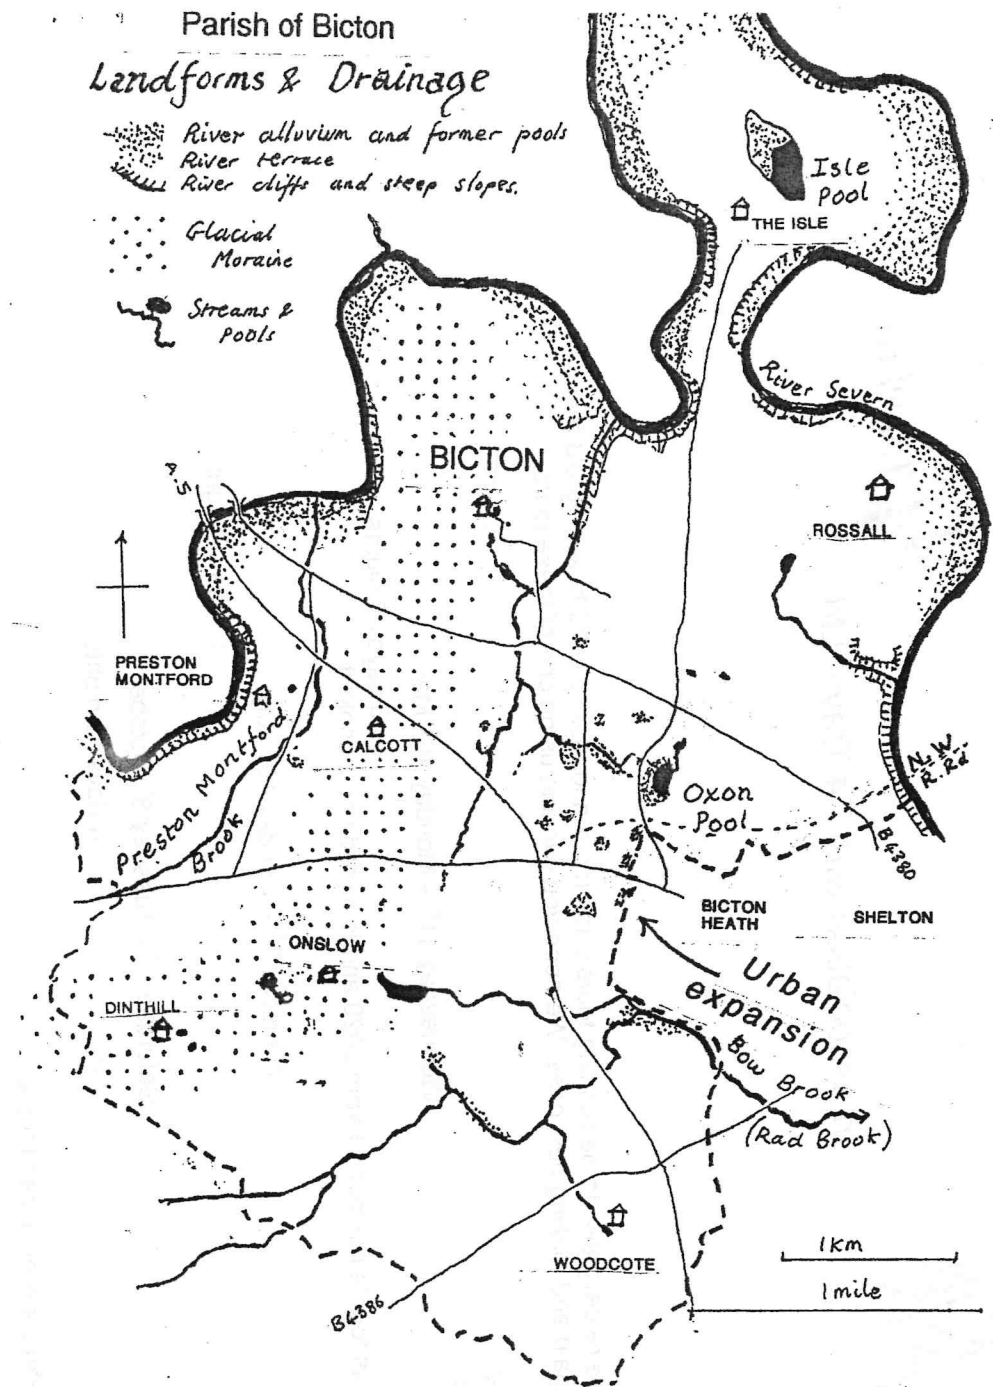 Parish of Bicton
Landforms & Drainage
River alluvium and former pools
River terrace
River cliffs and steep slopes.
Glacial
Moraine
Streams &
Pools
Isle
Pool
THE ISLE
River Severn
BICTON
A5
ROSSALL
PRESTON
MONTFORD
CALCOTT
Preston Montford
Brook
N.W.
R. Rd
Oxon
Pool
B4380
BICTON
HEATH
SHELTON
ONSLOW
Urban
expansion
DINTHILL
Bow Brook
(Rad Brook)
WOODCOTE
1km
1mile
B4386